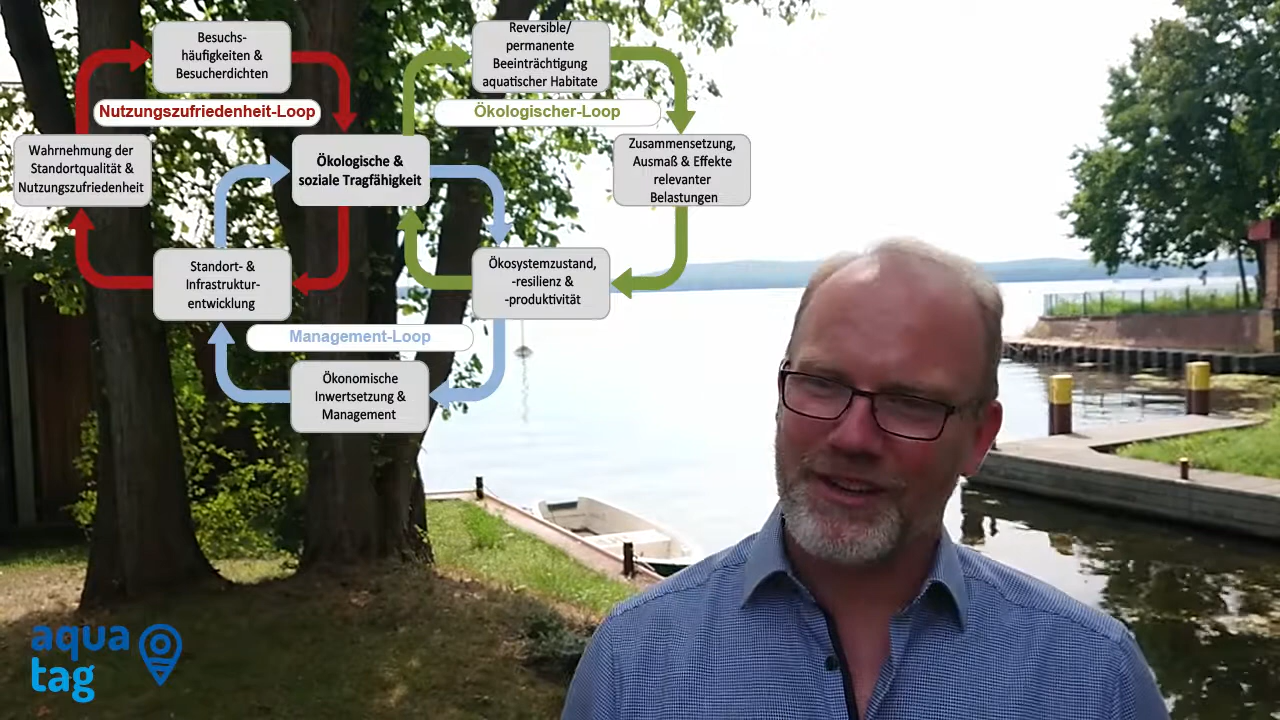 Besuchs-
häufigkeiten &
Besucherdichten
Reversible/
permanente
Beeinträchtigung
aquatischer Habitate
Nutzungszufriedenheit-Loop
Ökologischer-Loop
Wahrnehmung der
Standortqualität &
Nutzungszufriedenheit
Ökologische &
soziale Tragfähigkeit
Zusammensetzung,
Ausmaß & Effekte
relevanter
Belastungen
Standort- &
Infrastruktur-
entwicklung
Ökosystemzustand,
-resilienz &
-produktivität
Management-Loop
Ökonomische
Inwertsetzung &
Management
aqua
tag